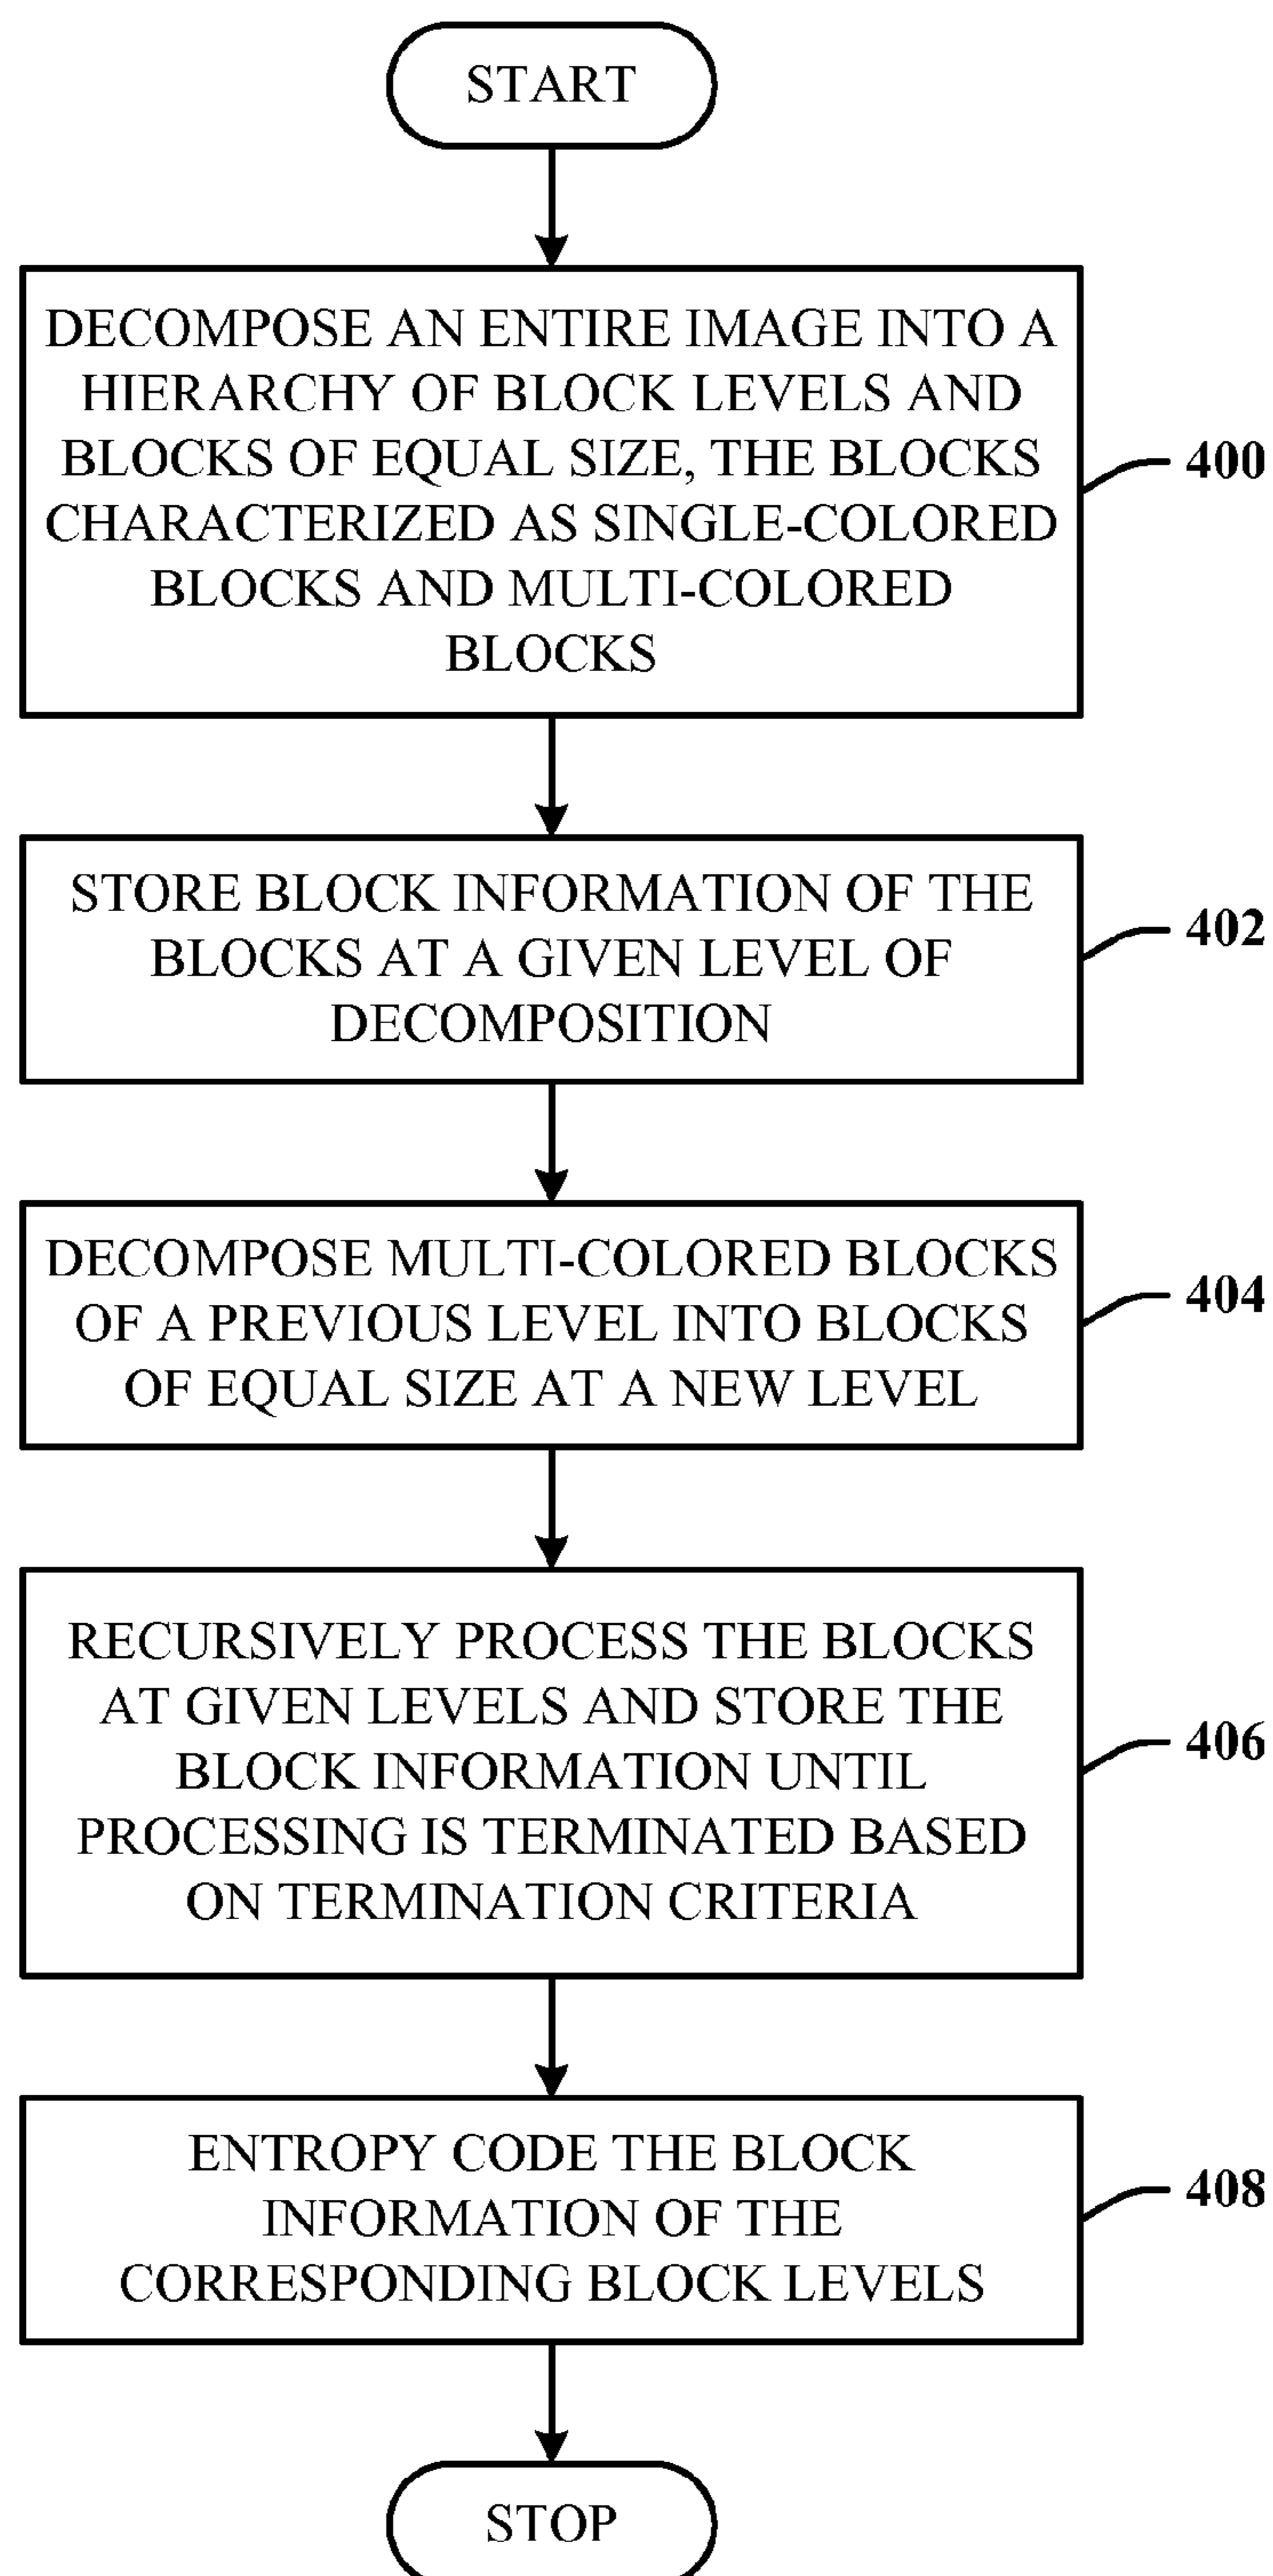 START
DECOMPOSE AN ENTIRE IMAGE INTO A
HIERARCHY OF BLOCK LEVELS AND
BLOCKS OF EQUAL SIZE, THE BLOCKS
CHARACTERIZED AS SINGLE-COLORED
BLOCKS AND MULTI-COLORED
BLOCKS
400
STORE BLOCK INFORMATION OF THE
BLOCKS AT A GIVEN LEVEL OF
DECOMPOSITION
402
DECOMPOSE MULTI-COLORED BLOCKS
OF A PREVIOUS LEVEL INTO BLOCKS
OF EQUAL SIZE AT A NEW LEVEL
404
RECURSIVELY PROCESS THE BLOCKS
AT GIVEN LEVELS AND STORE THE
BLOCK INFORMATION UNTIL
PROCESSING IS TERMINATED BASED
ON TERMINATION CRITERIA
406
ENTROPY CODE THE BLOCK
INFORMATION OF THE
CORRESPONDING BLOCK LEVELS
408
STOP